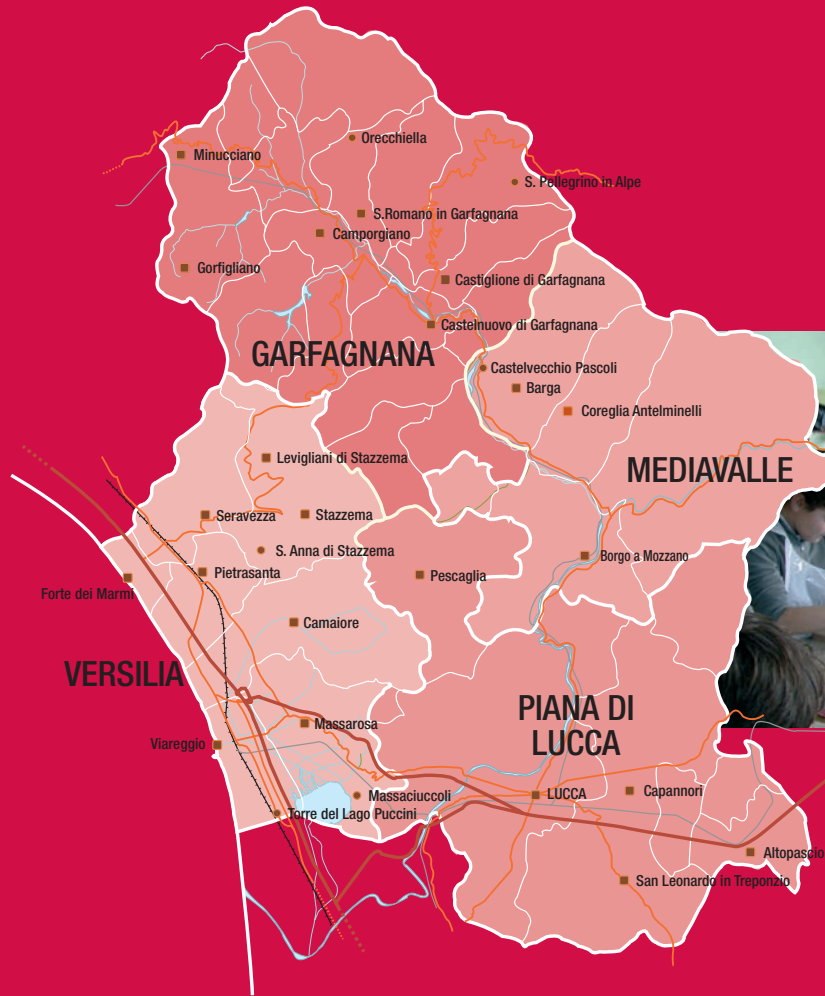 Orecchiella
Minucciano
S. Pellegrino in Alpe
S.Romano in Garfagnana
Camporgiano
Gorfigliano
Castiglione di Garfagnana
Castelnuovo di Garfagnana
GARFAGNANA
Castelvecchio Pascoli
Barga
Coreglia Antelminelli
Levigliani di Stazzema
MEDIAVALLE
Seravezza
Stazzema
S. Anna di Stazzema
Borgo a Mozzano
Pietrasanta
Pescaglia
Forte dei Marmi
Camaiore
VERSILIA
PIANA DI
LUCCA
Massarosa
Viareggio
Massaciuccoli
LUCCA
Capannori
Torre del Lago Puccini
Altopascio
San Leonardo in Treponzio